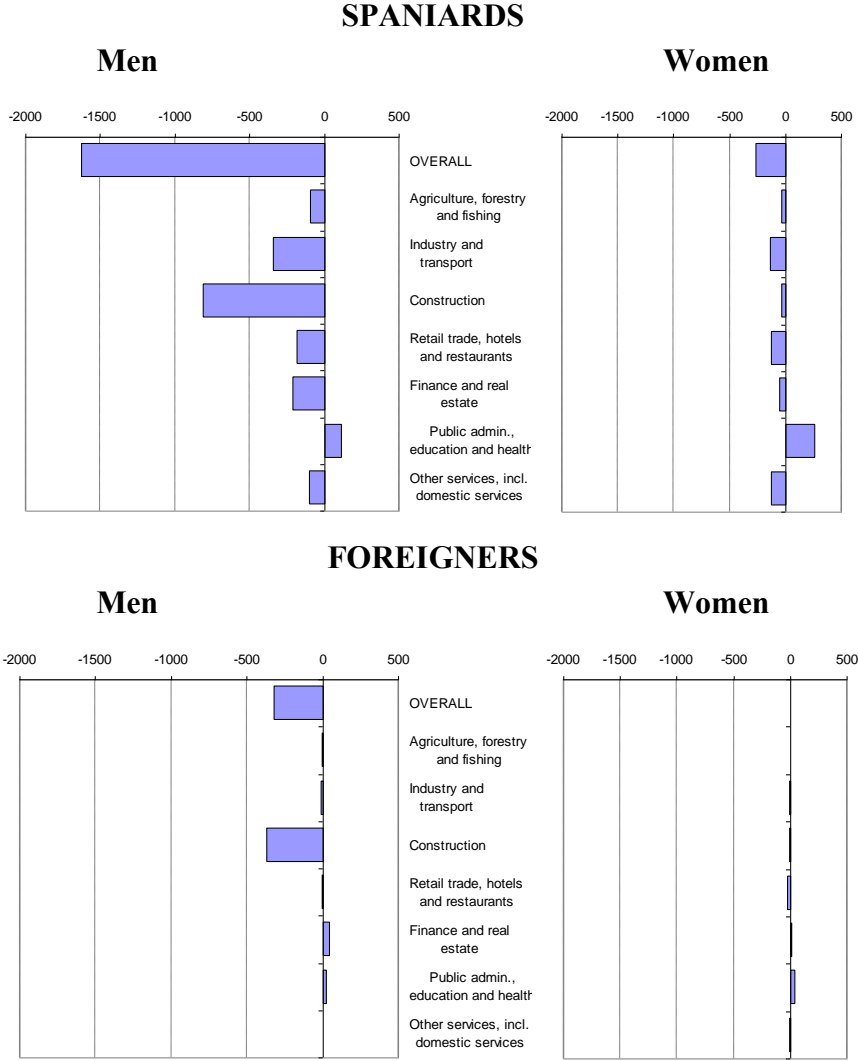 SPANIARDS
Men Women
-2000 -1500 -1000 -500 0 500 -2000 -1500 -1000 -500 0 500
OVERALL
Agriculture, forestry
and fishing
Industry and
transport
Construction
Retail trade, hotels
and restaurants
Finance and real
estate
Public admin.,
education and health
Other services, incl.
domestic services
FOREIGNERS
Men Women
-2000 -1500 -1000 -500 0 500 -2000 -1500 -1000 -500 0 500
OVERALL
Agriculture, forestry
and fishing
Industry and
transport
Construction
Retail trade, hotels
and restaurants
Finance and real
estate
Public admin.,
education and health
Other services, incl.
domestic services